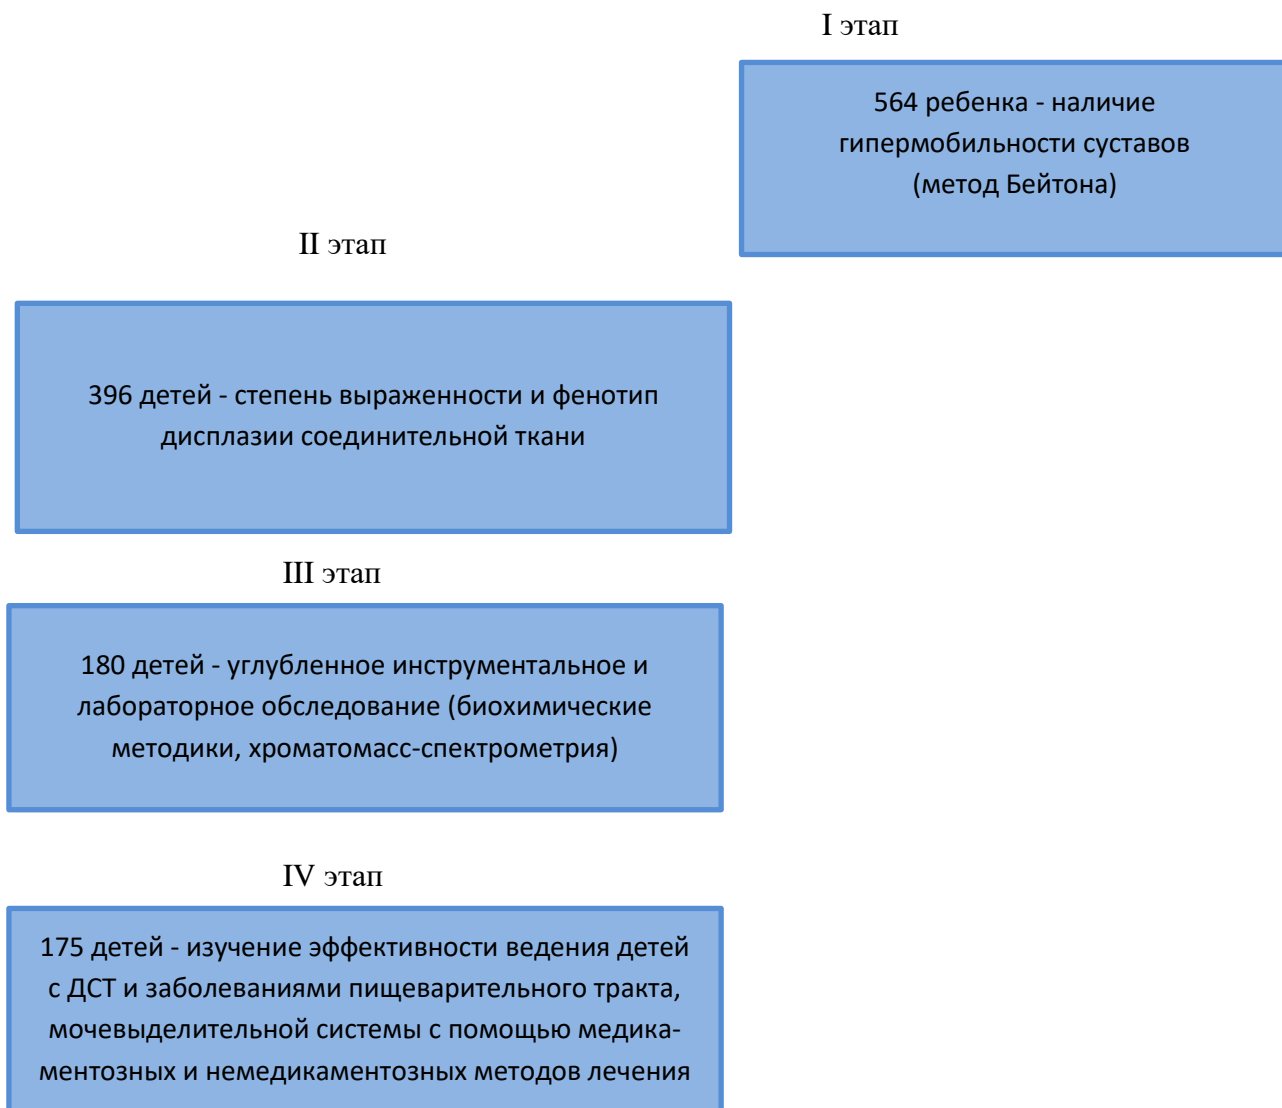 I этап
564 ребенка - наличие
гипермобильности суставов
(метод Бейтона)
II этап
396 детей - степень выраженности и фенотип
дисплазии соединительной ткани
III этап
180 детей - углубленное инструментальное и
лабораторное обследование (биохимические
методики, хроматомасс-спектрометрия)
IV этап
175 детей - изучение эффективности ведения детей
с ДСТ и заболеваниями пищеварительного тракта,
мочевыделительной системы с помощью медика-
ментозных и немедикаментозных методов лечения